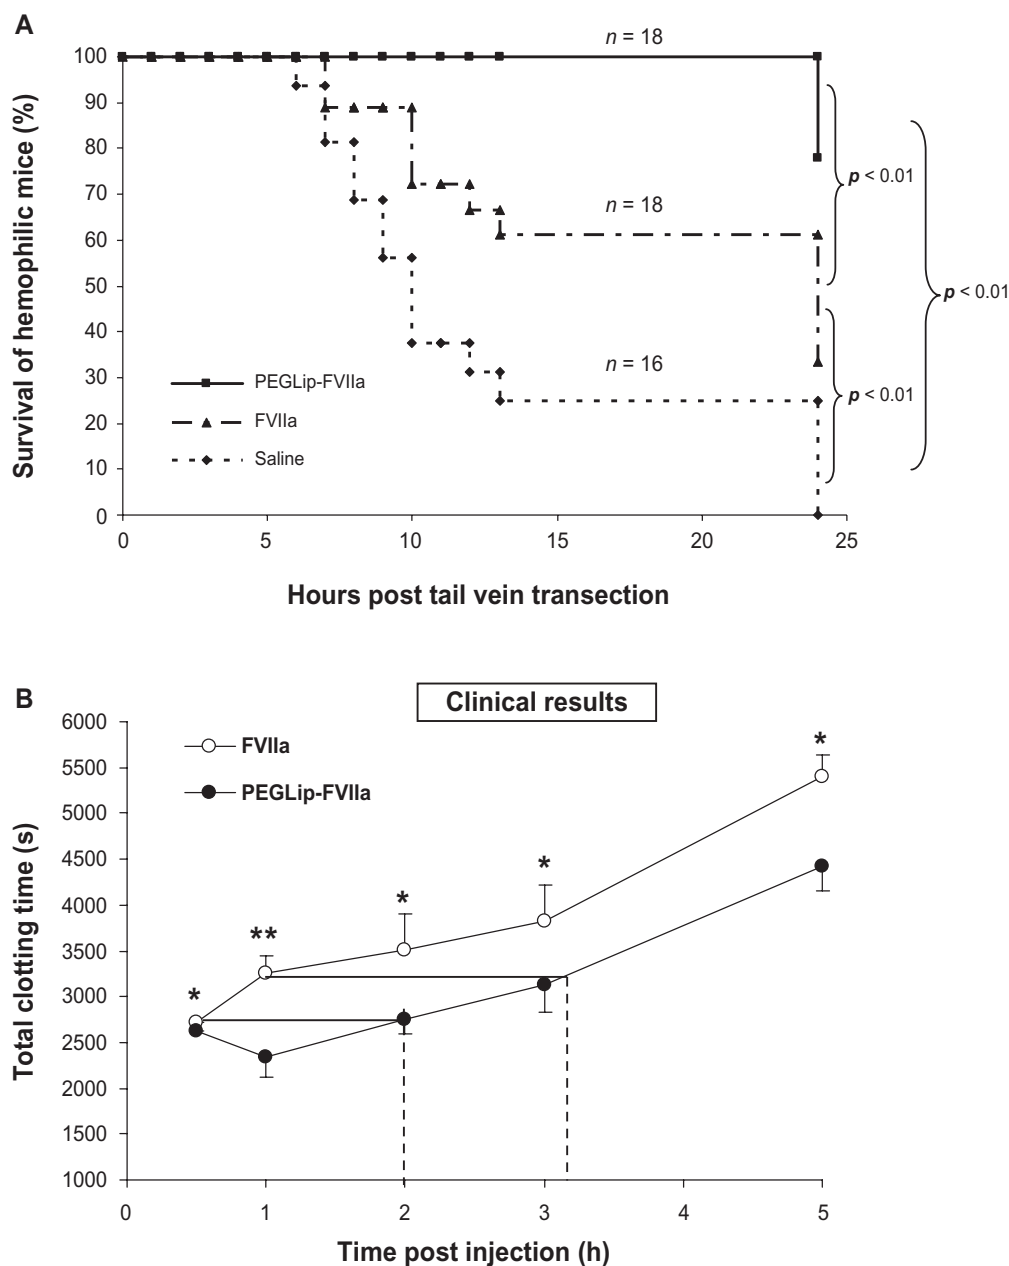 A
n = 18
100
90
80
70
60
50
40
30
20
10
0
Survival of hemophilic mice (%)
p < 0.01
n = 18
p < 0.01
n = 16
p < 0.01
PEGLip-FVIIa
FVIIa
Saline
0
5
10
15
20
25
Hours post tail vein transection
B
Clinical results
6000
5500
5000
4500
4000
3500
3000
2500
2000
1500
1000
Total clotting time (s)
FVIIa
PEGLip-FVIIa
*
**
*
*
*
0
1
2
3
4
5
Time post injection (h)